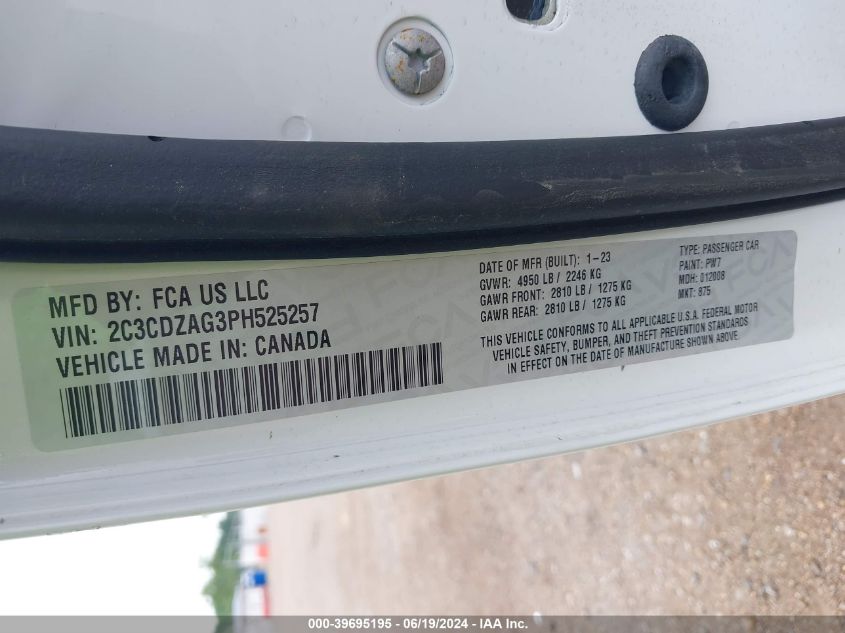 MFD BY: FCA US LLC
VIN: 2C3CDZAG3PH525257
VEHICLE MADE IN: CANADA
DATE OF MFR (BUILT): 1-23
GVWR: 4950 LB / 2246 KG
GAWR FRONT: 2810 LB / 1275 KG
GAWR REAR: 2810 LB / 1275 KG
TYPE: PASSENGER CAR
PAINT: PW7
MDH: 012008
MKT: 875
THIS VEHICLE CONFORMS TO ALL APPLICABLE U.S.A. FEDERAL MOTOR
VEHICLE SAFETY, BUMPER, AND THEFT PREVENTION STANDARDS
IN EFFECT ON THE DATE OF MANUFACTURE SHOWN ABOVE.
000-39695195 - 06/19/2024 - IAA Inc.